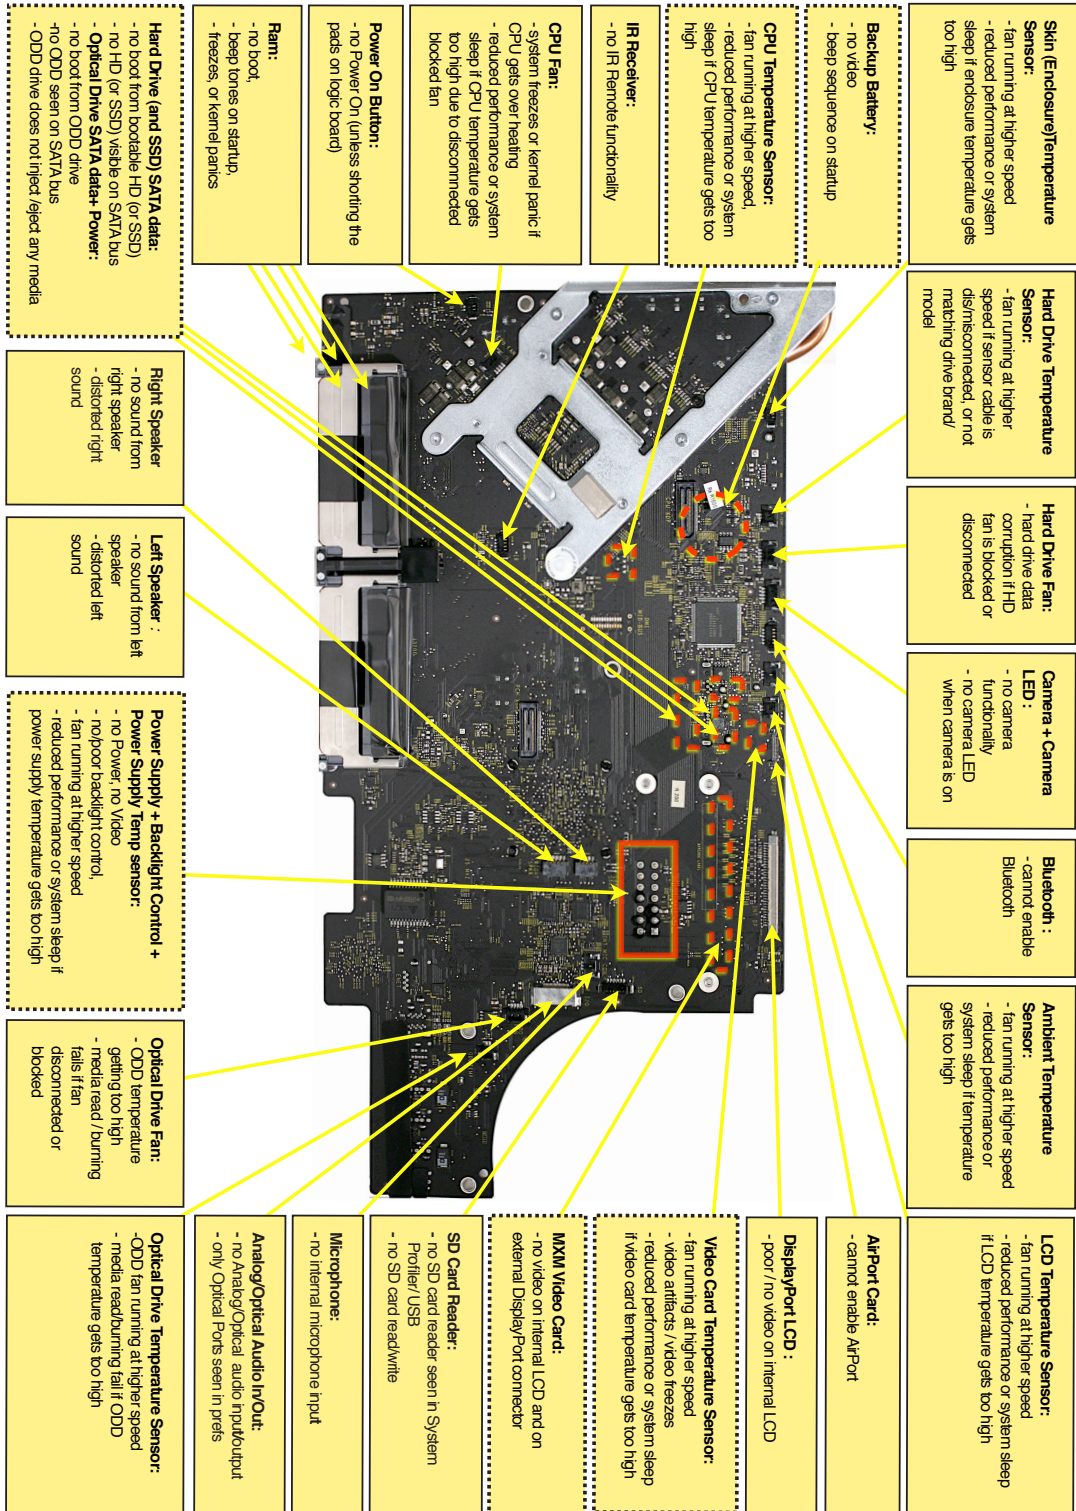 Skin (Enclosure)Temperature
Sensor:
- fan running at higher speed
- reduced performance or system
sleep if enclosure temperature gets
too high
Hard Drive Temperature
Sensor:
- fan running at higher
speed if sensor cable is
dis/misconnected, or not
matching drive brand/
model
Hard Drive Fan:
- hard drive data
corruption if HD
fan is blocked or
disconnected
Camera + Camera
LED :
- no camera
functionality
- no camera LED
when camera is on
Bluetooth :
- cannot enable
Bluetooth
Ambient Temperature
Sensor:
- fan running at higher speed
- reduced performance or
system sleep if temperature
gets too high
LCD Temperature Sensor:
- fan running at higher speed
- reduced performance or system sleep
if LCD temperature gets too high
Backup Battery:
- no video
- beep sequence on startup
CPU Temperature Sensor:
- fan running at higher speed,
- reduced performance or system
sleep if CPU temperature gets too
high
IR Receiver:
- no IR Remote functionality
CPU Fan:
- system freezes or kernel panic if
CPU gets over heating
- reduced performance or system
sleep if CPU temperature gets
too high due to disconnnected
blocked fan
Power On Button:
- no Power On (unless shorting the
pads on logic board)
Ram:
- no boot,
- beep tones on startup,
- freezes, or kernel panics
AirPort Card:
- cannot enable AirPort
DisplayPort LCD :
- poor / no video on internal LCD
Video Card Temperature Sensor:
- fan running at higher speed
- video artifacts / video freezes
- reduced performance or system sleep
if video card temperature gets too high
MXM Video Card:
- no video on internal LCD and on
external DisplayPort connector
SD Card Reader:
- no SD card reader seen in System
Profiler/ USB
- no SD card read/write
Microphone:
- no internal microphone input
Analog/Optical Audio In/Out:
- no Analog/Optical audio input/output
- only Optical Ports seen in prefs
Hard Drive (and SSD) SATA data:
- no boot from bootable HD (or SSD)
- no HD (or SSD) visible on SATA bus
Optical Drive SATA data+ Power:
- no boot from ODD drive
-no ODD seen on SATA bus
- ODD drive does not inject /eject any media
Right Speaker
- no sound from
right speaker
- distorted right
sound
Left Speaker :
- no sound from left
speaker
- distorted left
sound
Power Supply + Backlight Control +
Power Supply Temp sensor:
- no Power, no Video
- no/poor backlight control,
- fan running at higher speed
- reduced performance or system sleep if
power supply temperature gets too high
Optical Drive Fan:
- ODD temperature
getting too high
- media read / burning
fails if fan
disconnected or
blocked
Optical Drive Temperature Sensor:
-ODD fan running at higher speed
- media read/burning fail if ODD
temperature gets too high